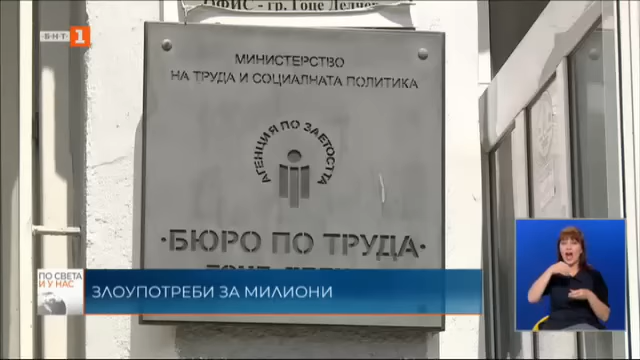 ОФИС - гр. Гоце Делчев
БНТ 1
МИНИСТЕРСТВО
НА ТРУДА И СОЦИАЛНАТА ПОЛИТИКА
АГЕНЦИЯ ПО ЗАЕТОСТТА
·БЮРО ПО ТРУДА·
ПО СВЕТА
И У НАС
ЗЛОУПОТРЕБИ ЗА МИЛИОНИ